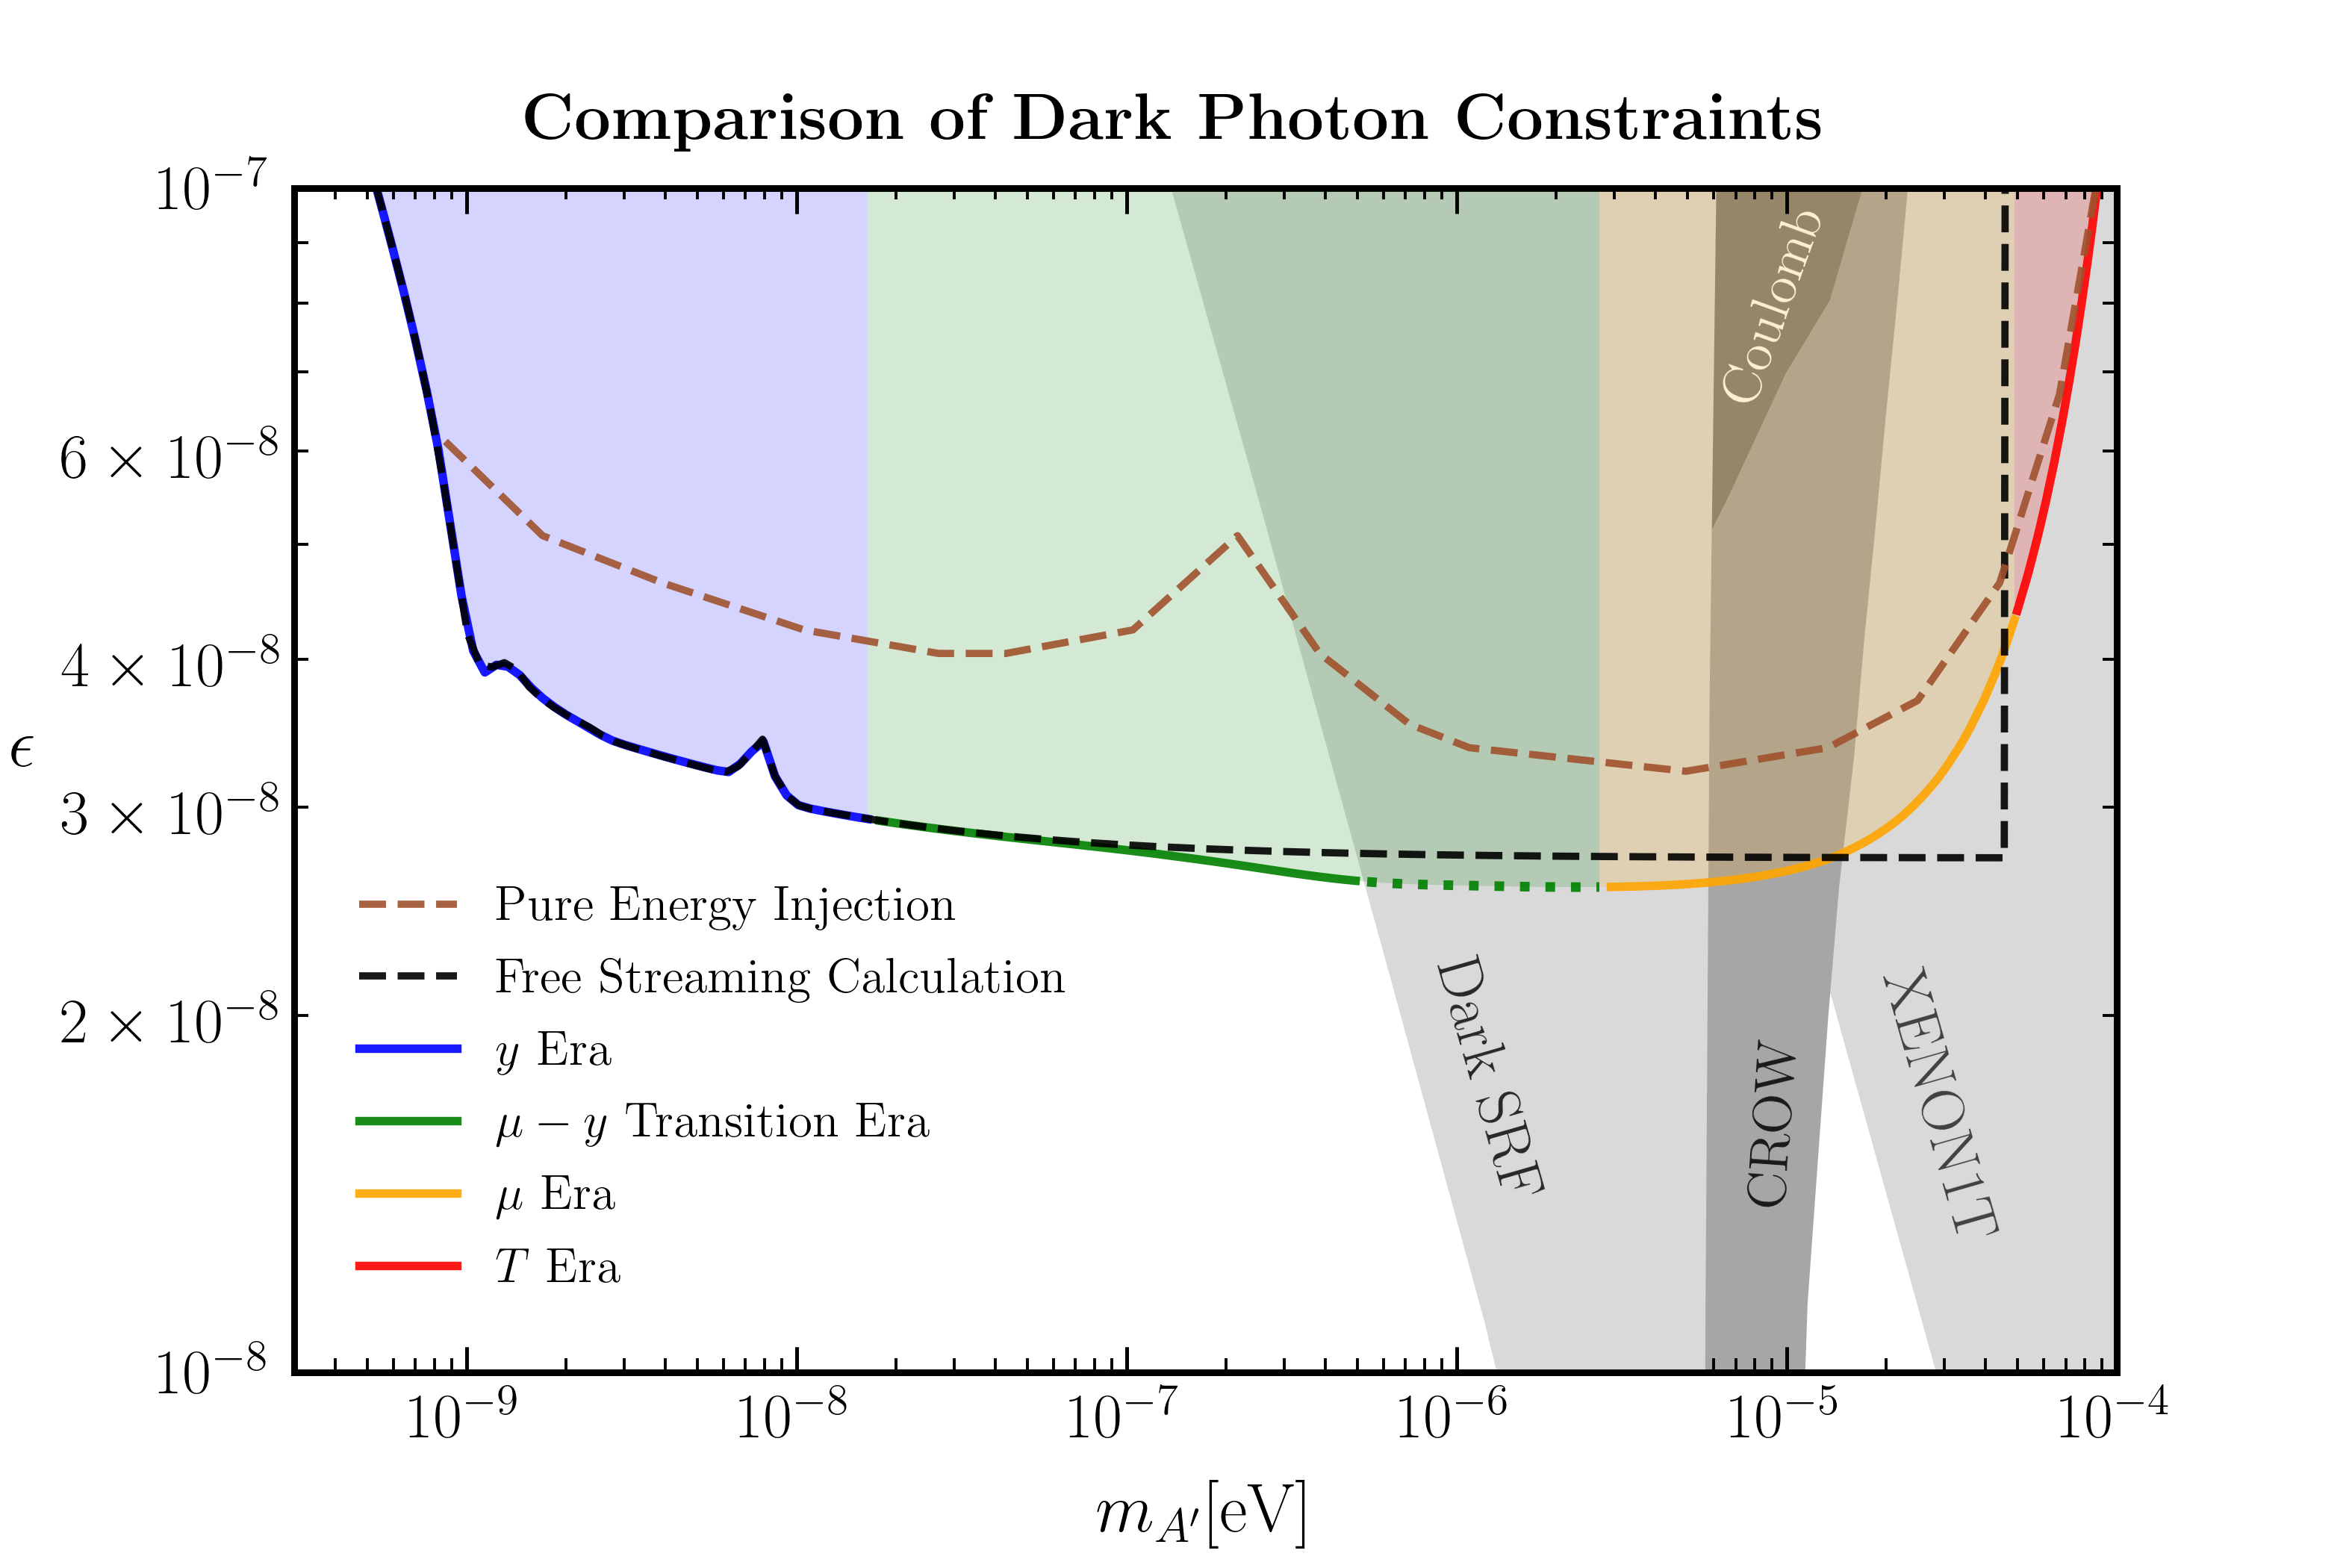 Comparison of Dark Photon Constraints
10⁻⁷
6 × 10⁻⁸
4 × 10⁻⁸
ϵ
3 × 10⁻⁸
2 × 10⁻⁸
10⁻⁸
Coulomb
Dark SRF
CROW
XENON1T
Pure Energy Injection
Free Streaming Calculation
y Era
μ − y Transition Era
μ Era
T Era
10⁻⁹ 10⁻⁸ 10⁻⁷ 10⁻⁶ 10⁻⁵ 10⁻⁴
m_{A′}[eV]